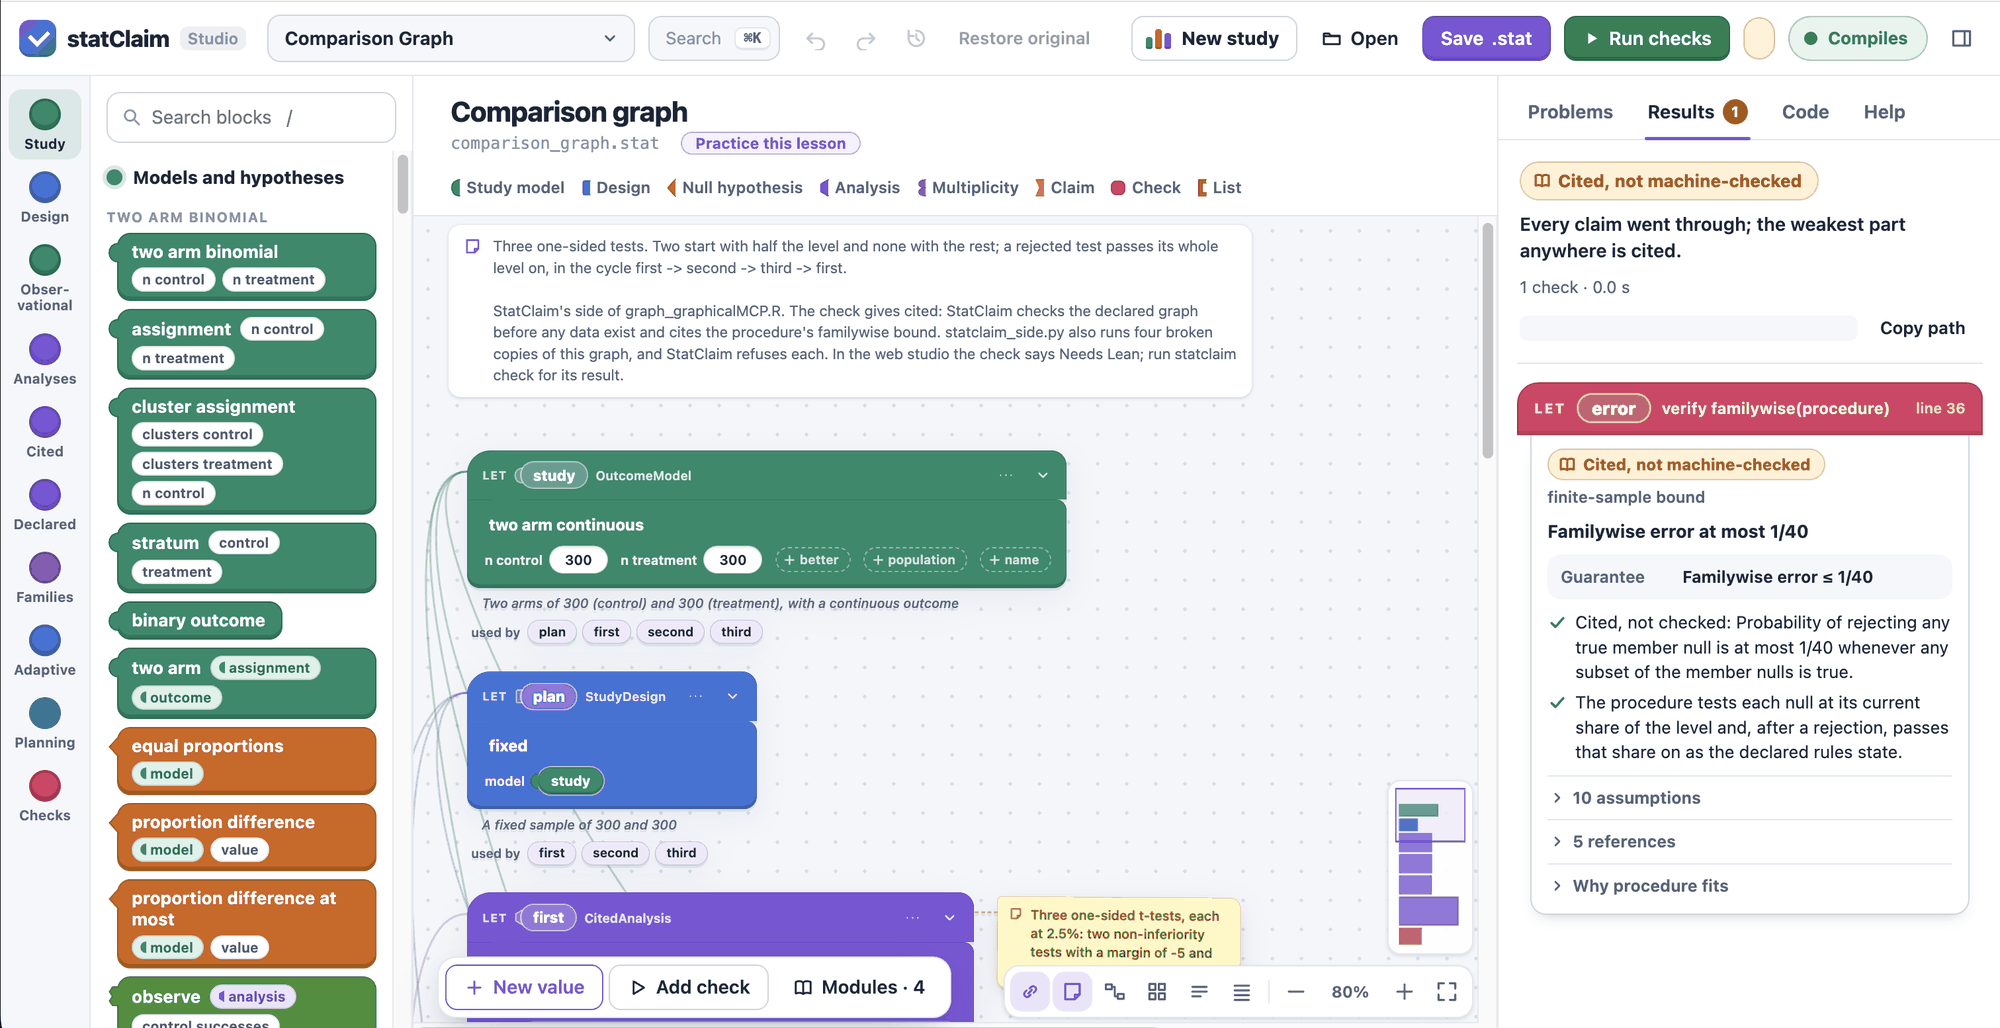 statClaim Studio
Comparison Graph
Search ⌘K
Restore original
New study
Open
Save .stat
Run checks
Compiles
Study
Design
Obser-
vational
Analyses
Cited
Declared
Families
Adaptive
Planning
Checks
Search blocks /
Models and hypotheses
TWO ARM BINOMIAL
two arm binomial
n control n treatment
assignment n control
n treatment
cluster assignment
clusters control
clusters treatment
n control
stratum control
treatment
binary outcome
two arm assignment
outcome
equal proportions
model
proportion difference
model value
proportion difference at
most
model value
observe analysis
control successes
Comparison graph
comparison_graph.stat Practice this lesson
Study model Design Null hypothesis Analysis Multiplicity Claim Check List
Three one-sided tests. Two start with half the level and none with the rest; a rejected test passes its whole
level on, in the cycle first -> second -> third -> first.
StatClaim's side of graph_graphicalMCP.R. The check gives cited: StatClaim checks the declared graph
before any data exist and cites the procedure's familywise bound. statclaim_side.py also runs four broken
copies of this graph, and StatClaim refuses each. In the web studio the check says Needs Lean; run statclaim
check for its result.
LET study OutcomeModel ...
two arm continuous
n control 300 n treatment 300 + better + population + name
Two arms of 300 (control) and 300 (treatment), with a continuous outcome
used by plan first second third
LET plan StudyDesign ...
fixed
model study
A fixed sample of 300 and 300
used by first second third
LET first CitedAnalysis ...
Three one-sided t-tests, each
at 2.5%: two non-inferiority
tests with a margin of -5 and
+ New value
Add check
Modules · 4
80%
Problems Results 1 Code Help
Cited, not machine-checked
Every claim went through; the weakest part
anywhere is cited.
1 check · 0.0 s
Copy path
LET error verify familywise(procedure) line 36
Cited, not machine-checked
finite-sample bound
Familywise error at most 1/40
Guarantee Familywise error ≤ 1/40
Cited, not checked: Probability of rejecting any
true member null is at most 1/40 whenever any
subset of the member nulls is true.
The procedure tests each null at its current
share of the level and, after a rejection, passes
that share on as the declared rules state.
10 assumptions
5 references
Why procedure fits